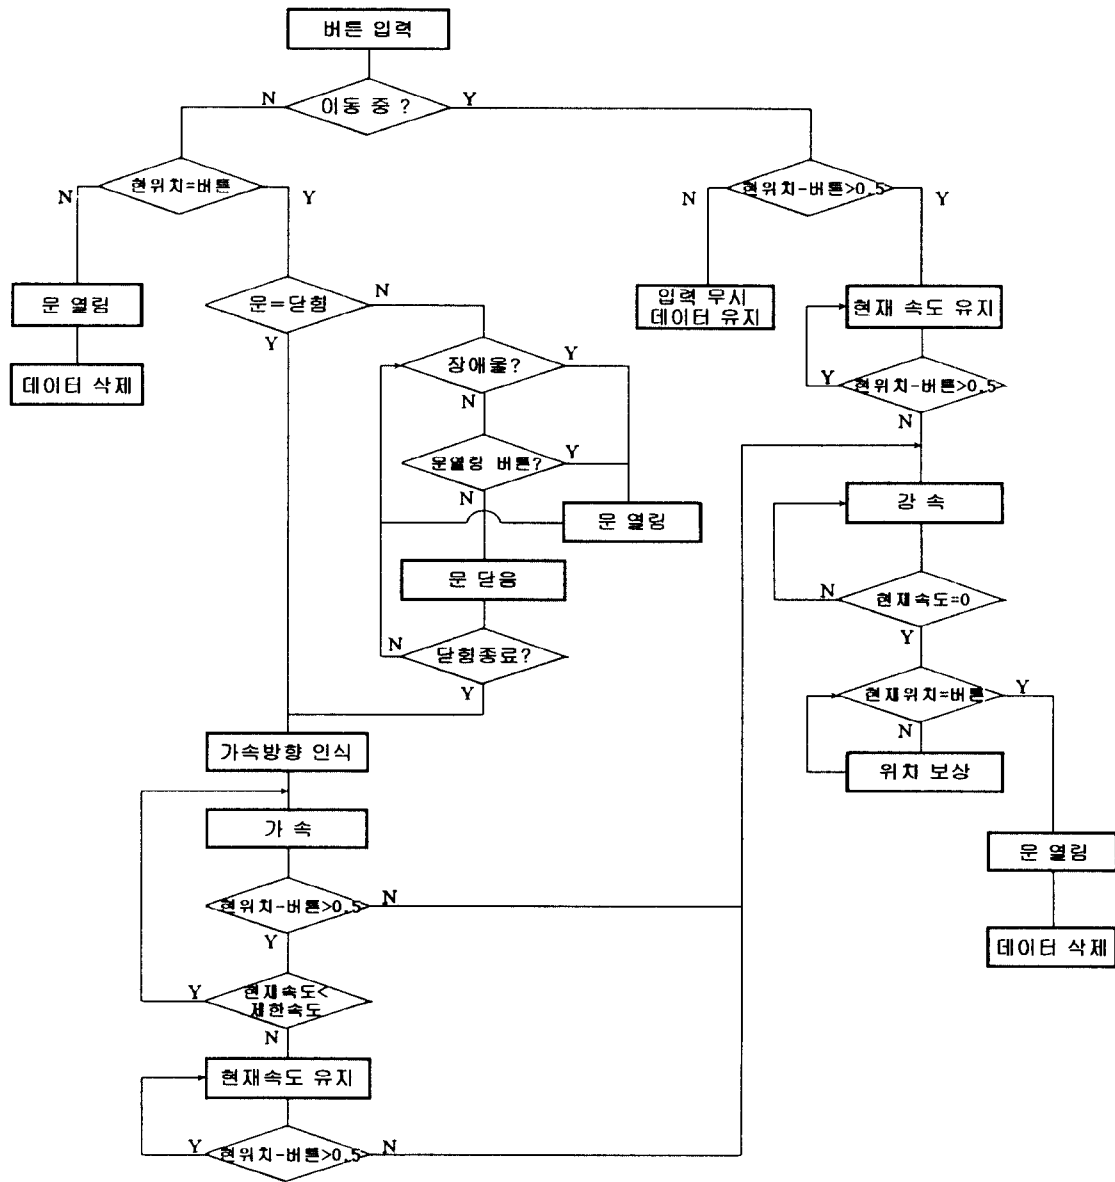 버튼 입력
N
이동 중 ?
Y
N
현위치=버튼
Y
N
현위치-버튼>0.5
Y
문 열림
데이터 삭제
문=닫힘
N
Y
입력 무시
데이터 유지
현재 속도 유지
Y
현위치-버튼>0.5
N
장애물?
Y
N
문열림 버튼?
Y
N
문 열림
문 닫음
N
닫힘종료?
Y
감 속
N
현재속도=0
Y
현재위치=버튼
Y
N
위치 보상
문 열림
데이터 삭제
가속방향 인식
가 속
현위치-버튼>0.5
N
Y
Y
현재속도<
제한속도
N
현재속도 유지
Y
현위치-버튼>0.5
N